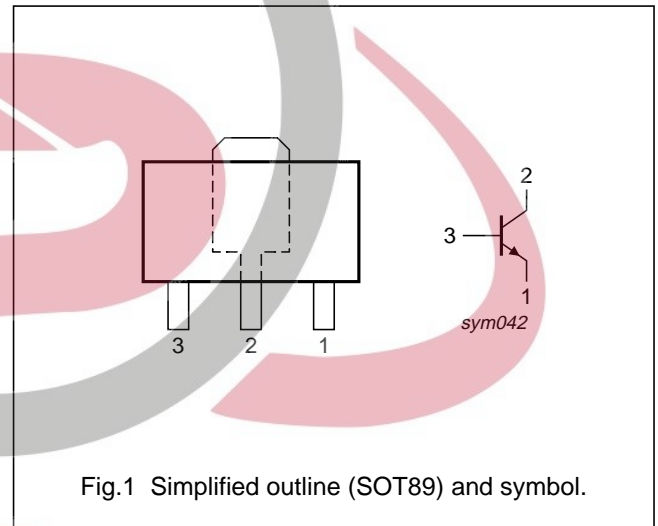 2
3
1
sym042
3 2 1
Fig.1 Simplified outline (SOT89) and symbol.